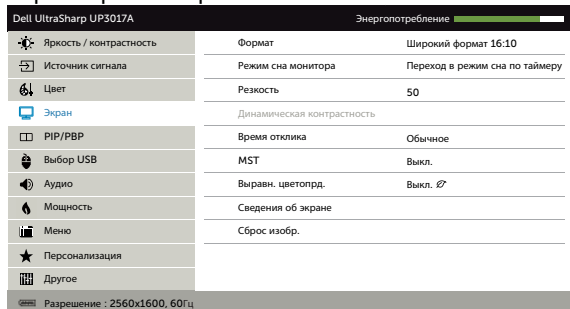 Dell UltraSharp UP3017A Энергопотребление
Яркость / контрастность
Источник сигнала
Цвет
Экран
PIP/PBP
Выбор USB
Аудио
Мощность
Меню
Персонализация
Другое
Формат Широкий формат 16:10
Режим сна монитора Переход в режим сна по таймеру
Резкость 50
Динамическая контрастность
Время отклика Обычное
MST Выкл.
Выравн. цветопрд. Выкл.
Сведения об экране
Сброс изобр.
Разрешение : 2560x1600, 60Гц